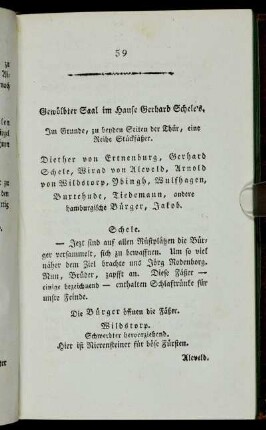 59
Gewölbter Saal im Hause Gerhard Schele's.
Im Grunde, zu beyden Seiten der Thür, eine
Reihe Stückfässer.
Diether von Ertnenburg, Gerhard
Schele, Wirad von Aleveld, Arnold
von Wildstorp, Ybingh, Wulfhagen,
Burtehude, Tiedemann, andere
hamburgische Bürger, Jakob.
Schele.
— Jezt sind auf allen Rüstplätzen die Bür-
ger versammelt, sich zu bewaffnen. Um so viel
näher dem Ziel brachte uns Jörg Rodenborg.
Nun, Brüder, zapft an. Diese Fässer —
einige bezeichnend — enthalten Schlaftrünke für
unsre Feinde.
Die Bürger öffnen die Fässer.
Wildstorp.
Schwerdter hervorziehend.
Hier ist Nierensteiner für böse Fürsten.
Aleveld.